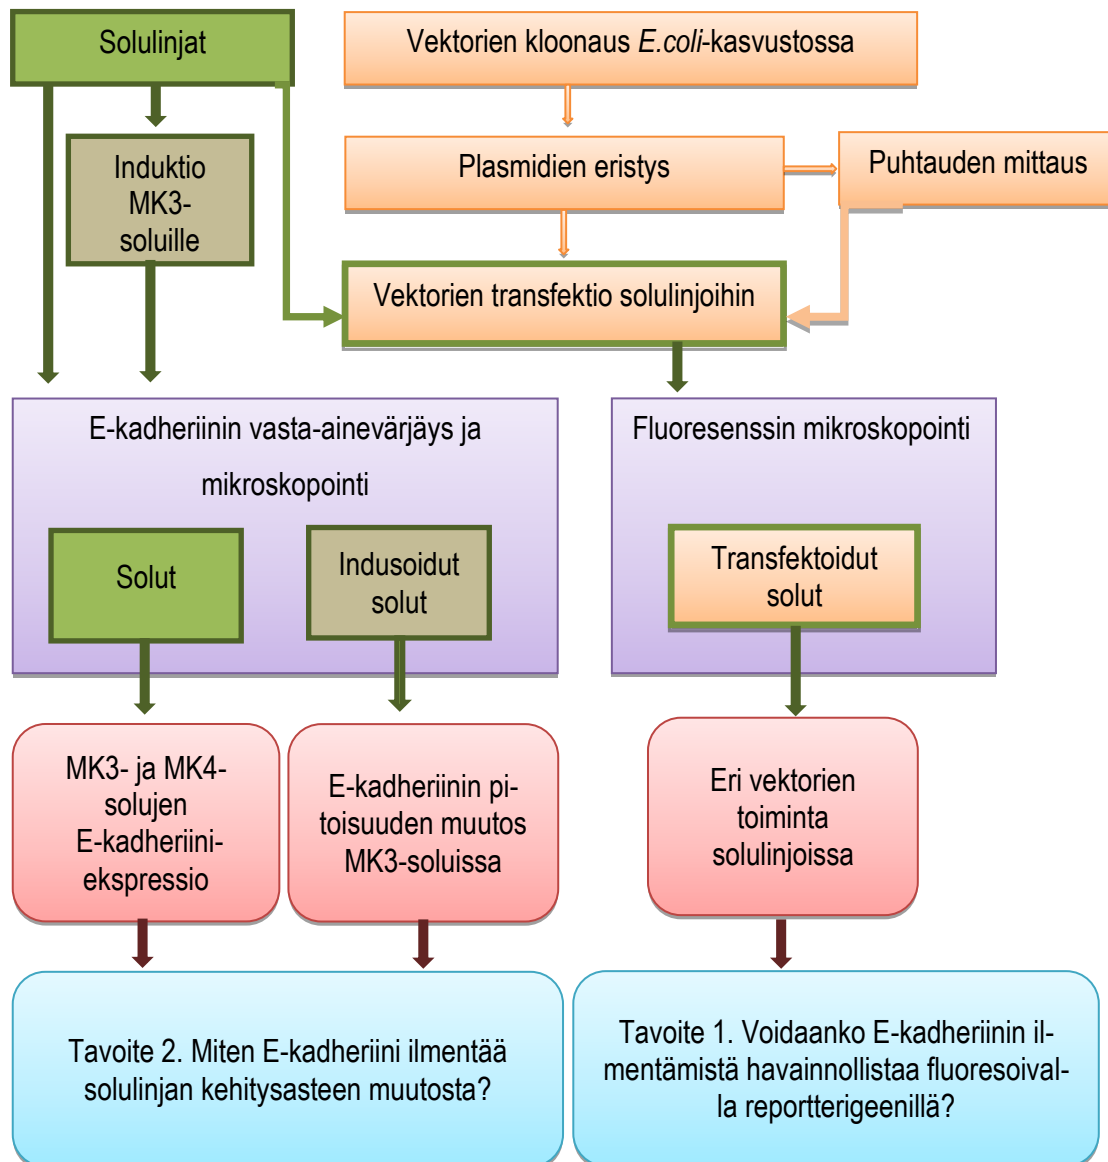 Solulinjat
Vektorien kloonaus E.coli-kasvustossa
Induktio
MK3-
soluille
Plasmidien eristys
Puhtauden mittaus
Vektorien transfektio solulinjoihin
E-kadheriinin vasta-ainevärjäys ja
mikroskopointi
Fluoresenssin mikroskopointi
Solut
Indusoidut
solut
Transfektoidut
solut
MK3- ja MK4-
solujen
E-kadheriini-
ekspressio
E-kadheriinin pi-
toisuuden muutos
MK3-soluissa
Eri vektorien
toiminta
solulinjoissa
Tavoite 2. Miten E-kadheriini ilmentää
solulinjan kehitysasteen muutosta?
Tavoite 1. Voidaanko E-kadheriinin il-
mentämistä havainnollistaa fluoresoival-
la reportterigeenillä?